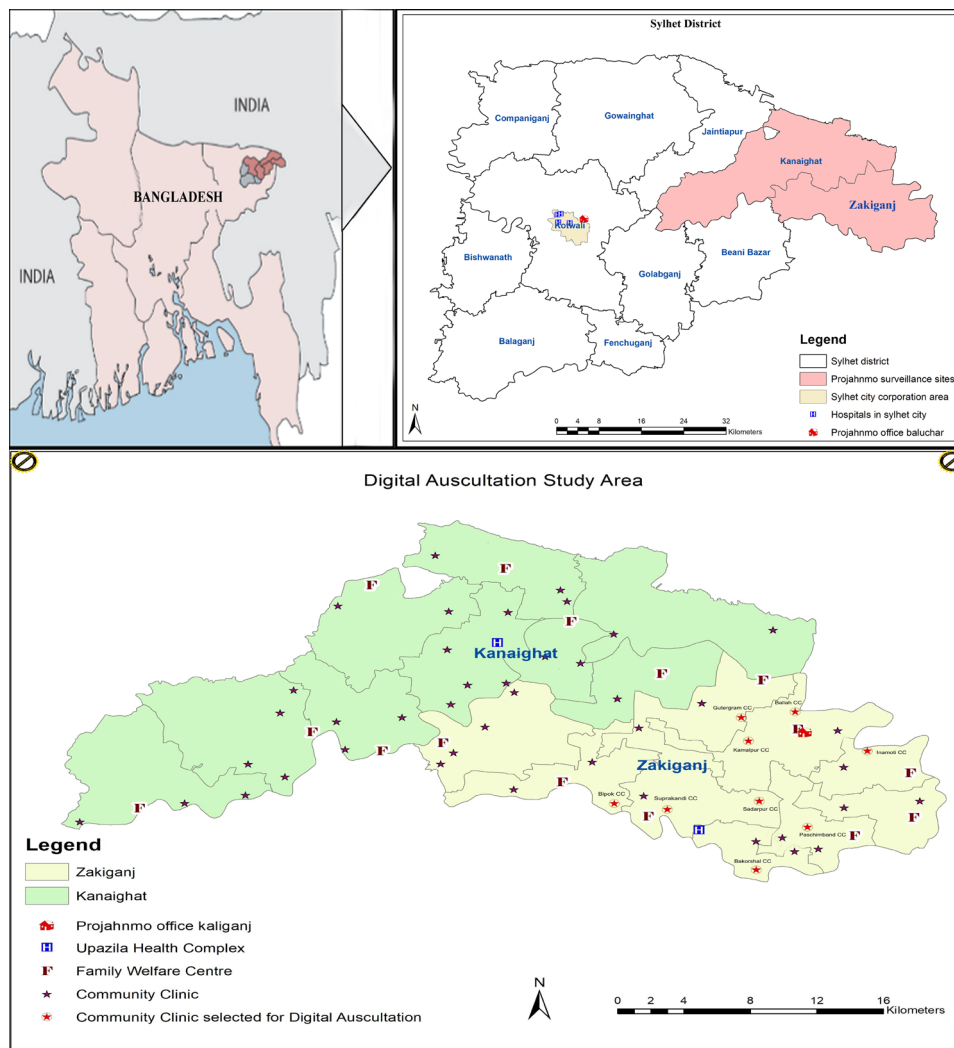 INDIA
BANGLADESH
INDIA
Sylhet District
Companiganj
Gowainghat
Jaintiapur
Kanaighat
Zakiganj
Kotwali
Bishwanath
Beani Bazar
Golabganj
Balaganj
Fenchuganj
Legend
Sylhet district
Projahnmo surveillance sites
Sylhet city corporation area
H Hospitals in sylhet city
Projahnmo office baluchar
N
0 4 8 16 24 32
Kilometers
Digital Auscultation Study Area
F
F
F
H
Kanaighat
F
F
Ballah CC
Gutergram CC
F
F
F
F
Kamalpur CC
Inamoti CC
Zakiganj
F
F
Bipok CC
Suprakandi CC
Sadarpur CC
F
F
F
H
Paschimband CC
F
Bakorshal CC
Legend
Zakiganj
Kanaighat
Projahnmo office kaliganj
H Upazila Health Complex
F Family Welfare Centre
Community Clinic
Community Clinic selected for Digital Auscultation
N
0 2 4 8 12 16
Kilometers